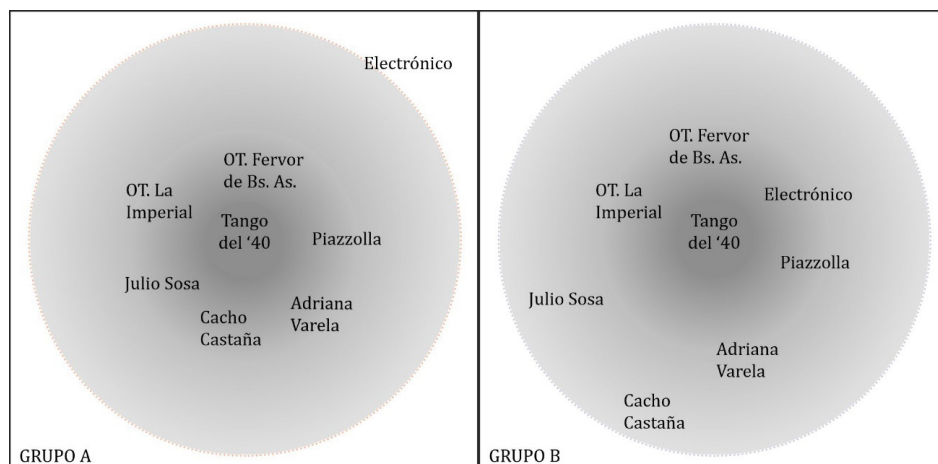 Electrónico
OT. Fervor
de Bs. As.
OT. La
Imperial
Tango
del ‘40
Piazzolla
Julio Sosa
Adriana
Varela
Cacho
Castaña
GRUPO A
OT. Fervor
de Bs. As.
OT. La
Imperial
Electrónico
Tango
del ‘40
Piazzolla
Julio Sosa
Adriana
Varela
Cacho
Castaña
GRUPO B